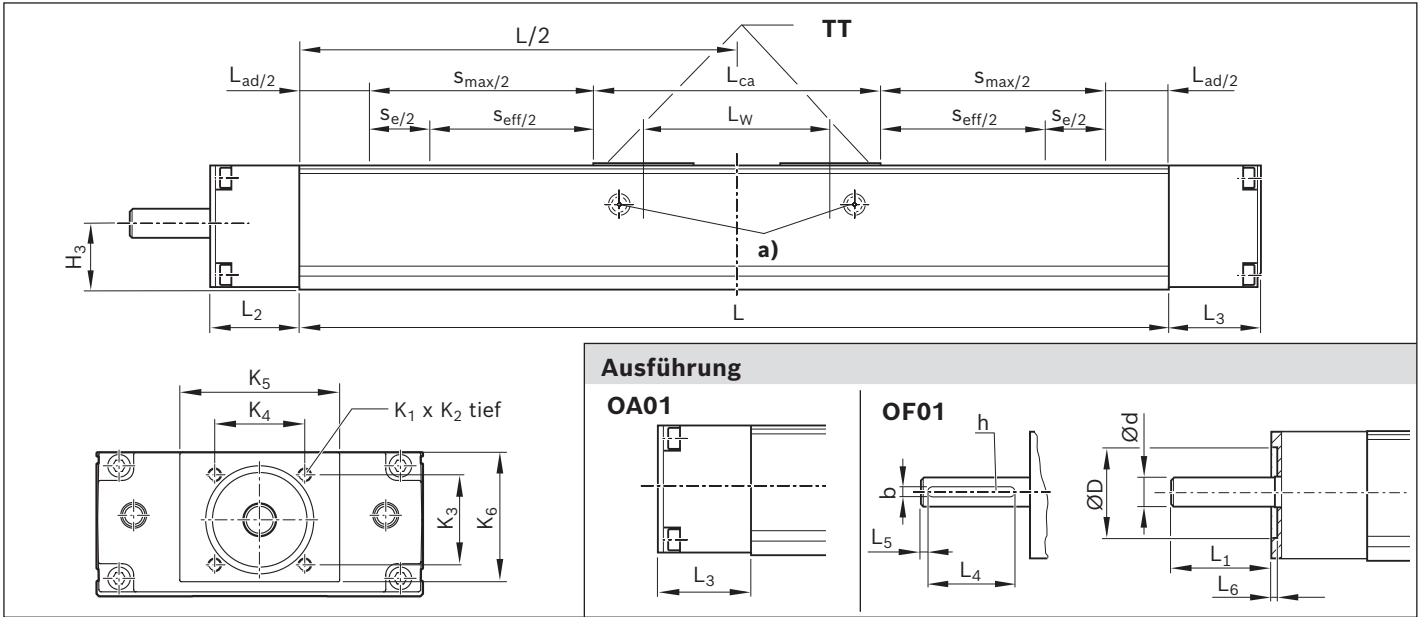 L/2
TT
L_ad/2 s_max/2 L_ca s_max/2 L_ad/2
s_e/2 s_eff/2 L_W s_eff/2 s_e/2
a)
H_3
L_2 L L_3
K_5
K_4 K_1 x K_2 tief
K_3 K_6
Ausführung
OA01
L_3
OF01
h
b
L_5
L_4
Ød
ØD
L_1
L_6